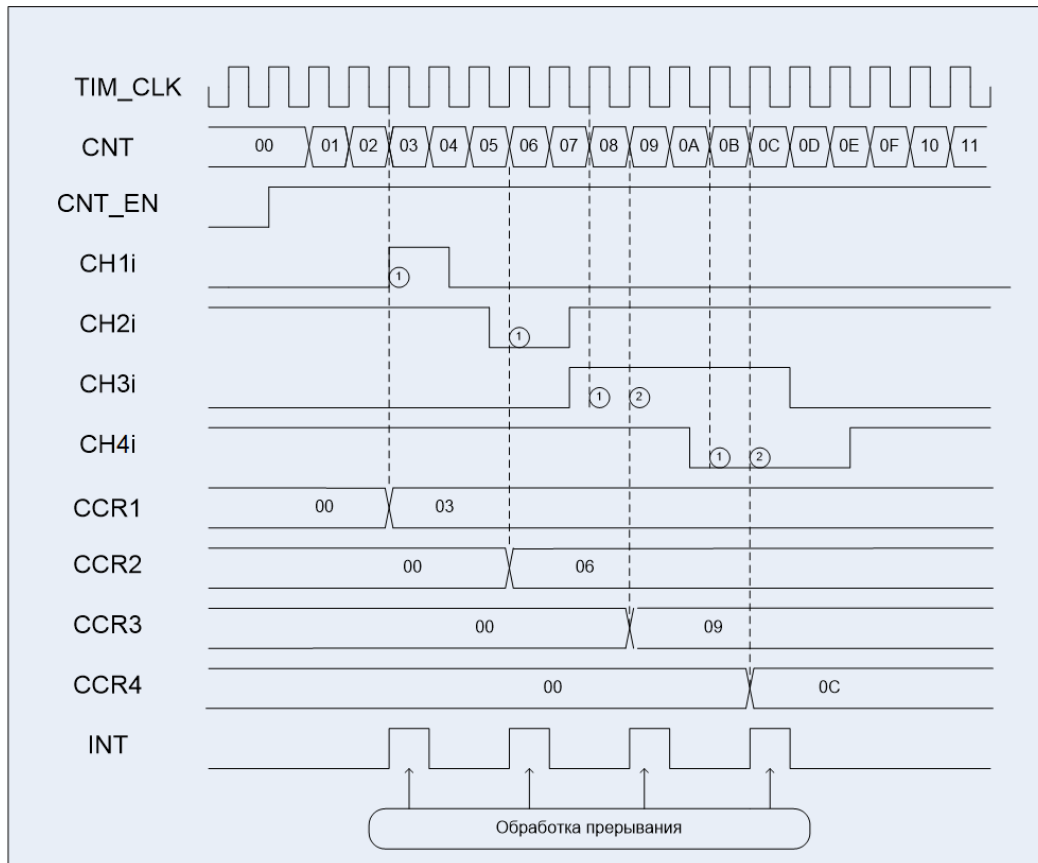 TIM_CLK
CNT 00 01 02 03 04 05 06 07 08 09 0A 0B 0C 0D 0E 0F 10 11
CNT_EN
CH1i 1
CH2i 1
CH3i 1 2
CH4i 1 2
CCR1 00 03
CCR2 00 06
CCR3 00 09
CCR4 00 0C
INT
Обработка прерывания